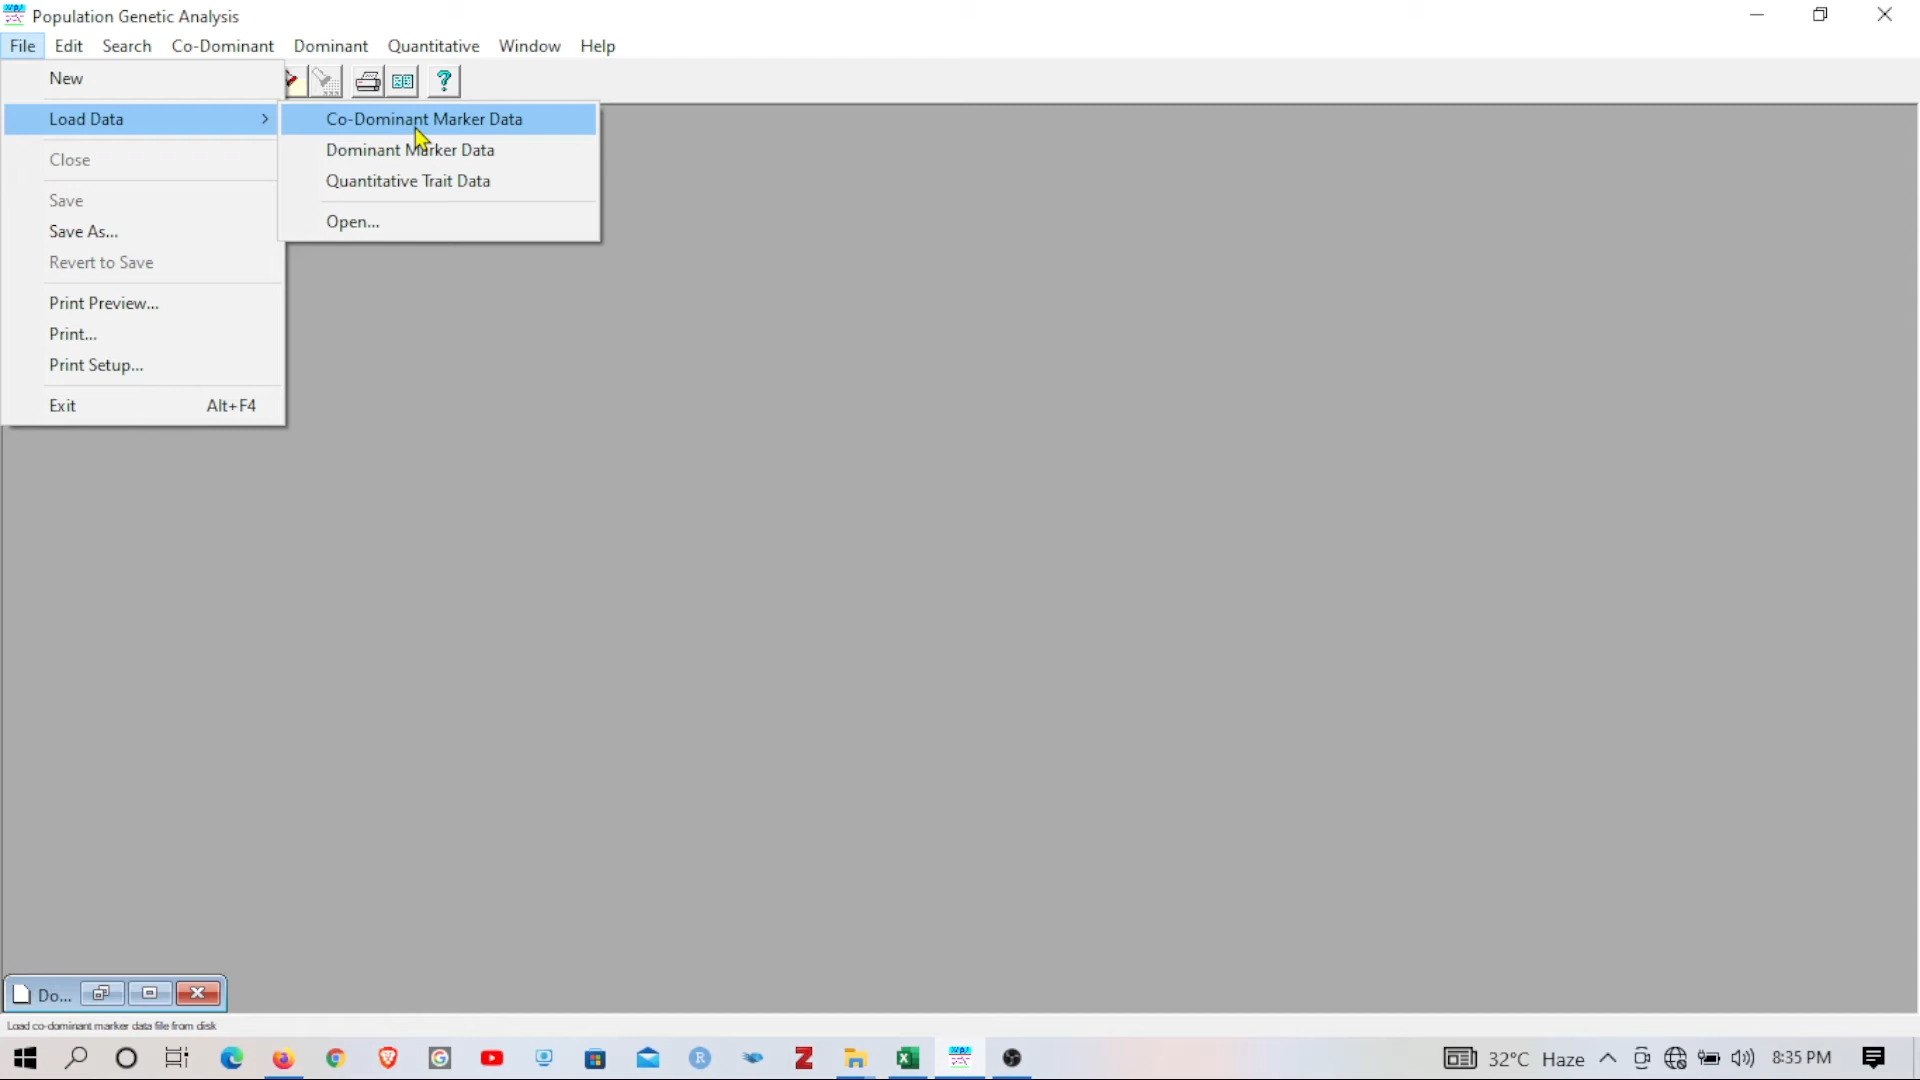 Population Genetic Analysis
File Edit Search Co-Dominant Dominant Quantitative Window Help
New
Load Data
Close
Save
Save As...
Revert to Save
Print Preview...
Print...
Print Setup...
Exit Alt+F4
Co-Dominant Marker Data
Dominant Marker Data
Quantitative Trait Data
Open...
Do...
Load co-dominant marker data file from disk
32°C Haze 8:35 PM